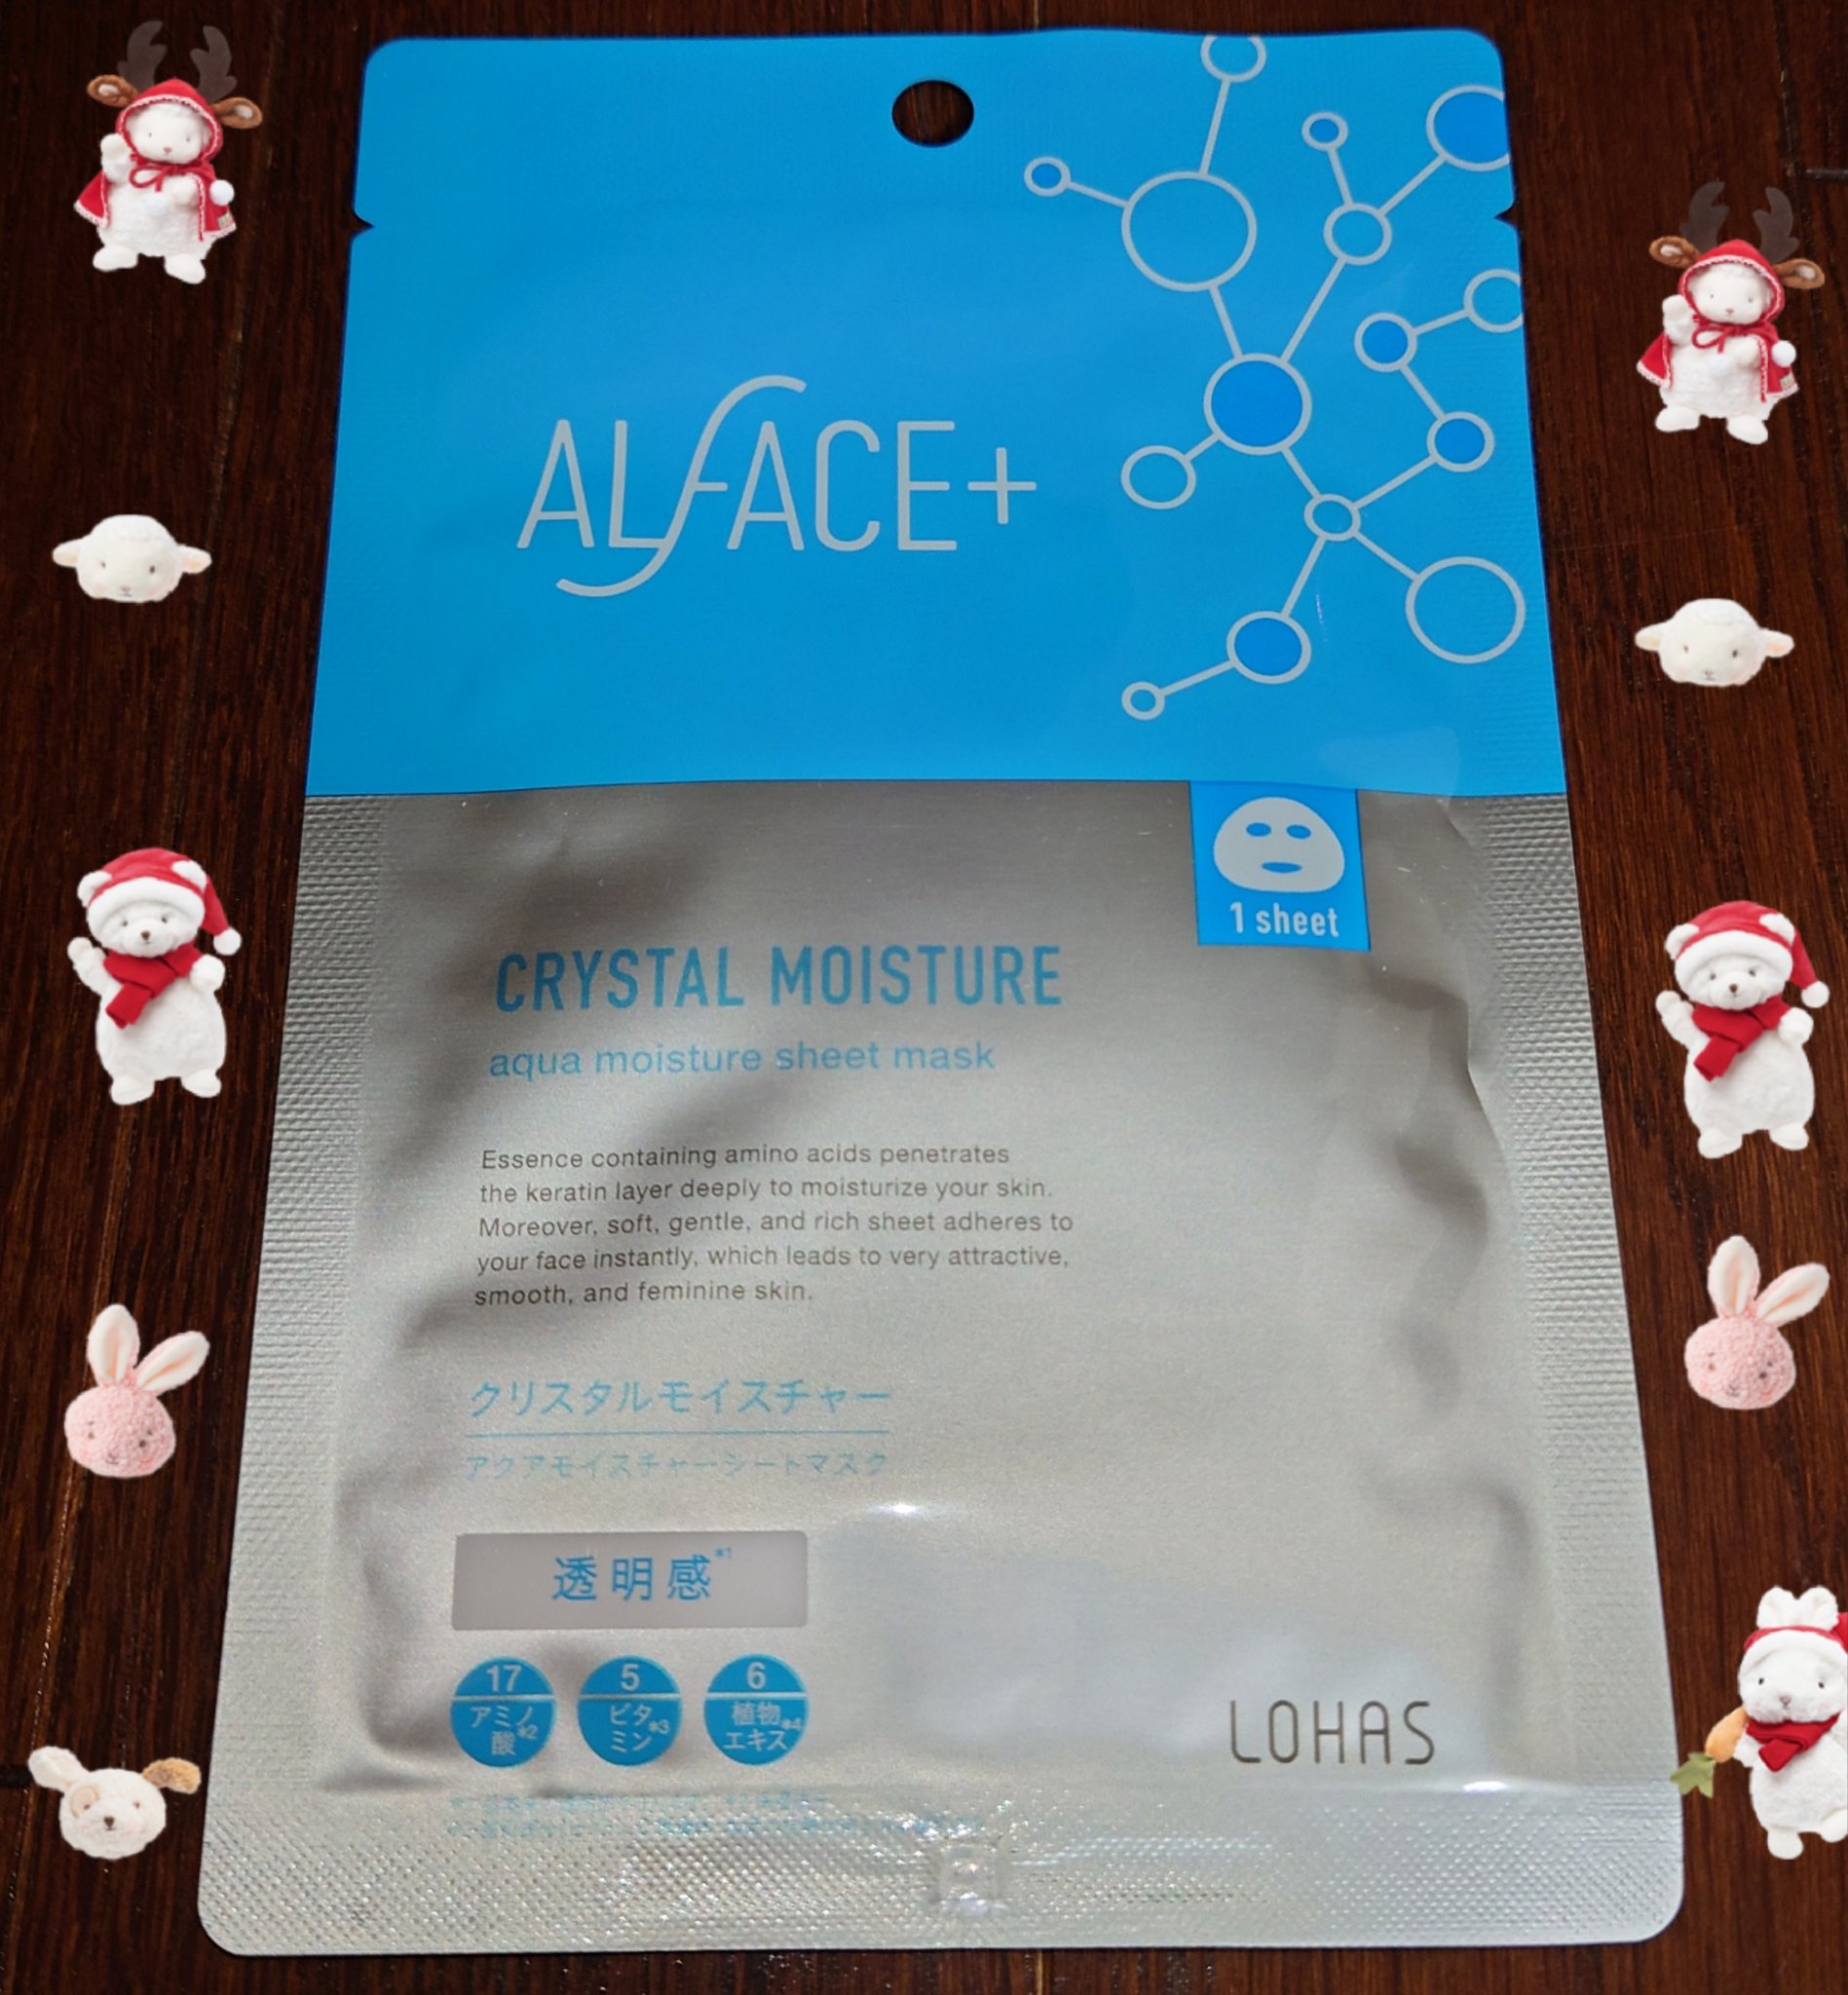 ALFACE+
1 sheet
CRYSTAL MOISTURE
aqua moisture sheet mask
Essence containing amino acids penetrates
the keratin layer deeply to moisturize your skin.
Moreover, soft, gentle, and rich sheet adheres to
your face instantly, which leads to very attractive,
smooth, and feminine skin.
クリスタルモイスチャー
アクアモイスチャーシートマスク
透明感*1
17
アミノ
酸*2
5
ビタ
ミン*3
6
植物
エキス*4
LOHAS